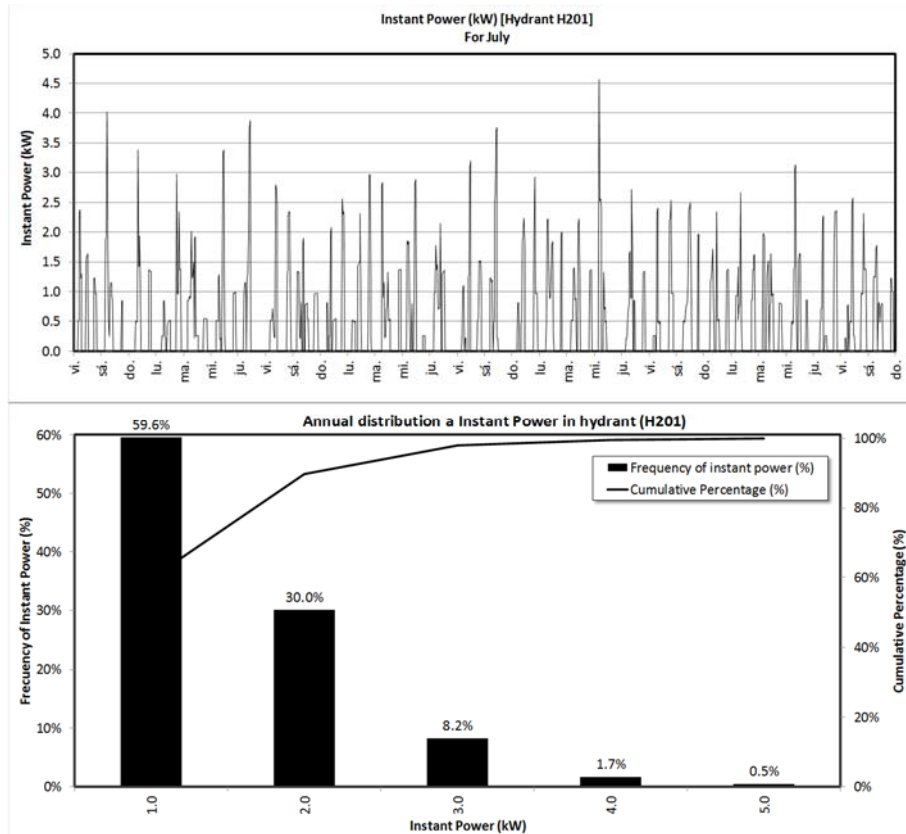 Instant Power (kW) [Hydrant H201]
For July
Instant Power (kW)
5.0
4.5
4.0
3.5
3.0
2.5
2.0
1.5
1.0
0.5
0.0
vi. sá. do. lu. ma. mi. ju. vi. sá. do. lu. ma. mi. ju. vi. sá. do. lu. ma. mi. ju. vi. sá. do. lu. ma. mi. ju. vi. sá. do.
Annual distribution a Instant Power in hydrant (H201)
Frecuency of Instant Power (%)
60%
50%
40%
30%
20%
10%
0%
59.6%
30.0%
8.2%
1.7%
0.5%
Frequency of instant power (%)
Cumulative Percentage (%)
100%
80%
60%
40%
20%
0%
Cumulative Percentage (%)
1.0 2.0 3.0 4.0 5.0
Instant Power (kW)